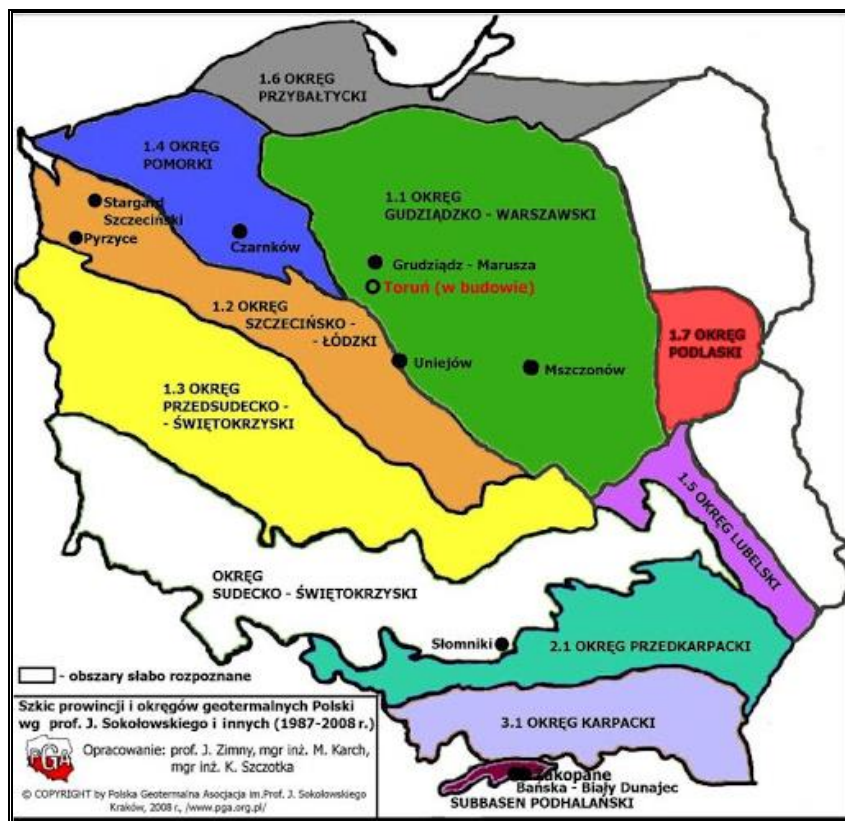 1.6 OKRĘG
PRZYBAŁTYCKI
1.4 OKRĘG
POMORKI
1.1 OKRĘG
GUDZIĄDZKO - WARSZAWSKI
Stargard
Szczeciński
Pyrzyce
Czarnków
Grudziądz - Marusza
Toruń (w budowie)
1.2 OKRĘG
SZCZECIŃSKO -
- ŁÓDZKI
1.7 OKRĘG
PODLASKI
Uniejów
Mszczonów
1.3 OKRĘG
PRZEDSUDECKO -
- ŚWIĘTOKRZYSKI
1.5 OKRĘG LUBELSKI
OKRĘG
SUDECKO - ŚWIĘTOKRZYSKI
Słomniki
2.1 OKRĘG PRZEDKARPACKI
- obszary słabo rozpoznane
3.1 OKRĘG KARPACKI
Zakopane
Bańska - Biały Dunajec
SUBBASEN PODHALAŃSKI
Szkic prowincji i okręgów geotermalnych Polski
wg prof. J. Sokołowskiego i innych (1987-2008 r.)
PGA
Opracowanie: prof. J. Zimny, mgr inż. M. Karch,
mgr inż. K. Szczotka
© COPYRIGHT by Polska Geotermalna Asocjacja im.Prof. J. Sokołowskiego
Kraków, 2008 r., /www.pga.org.pl/